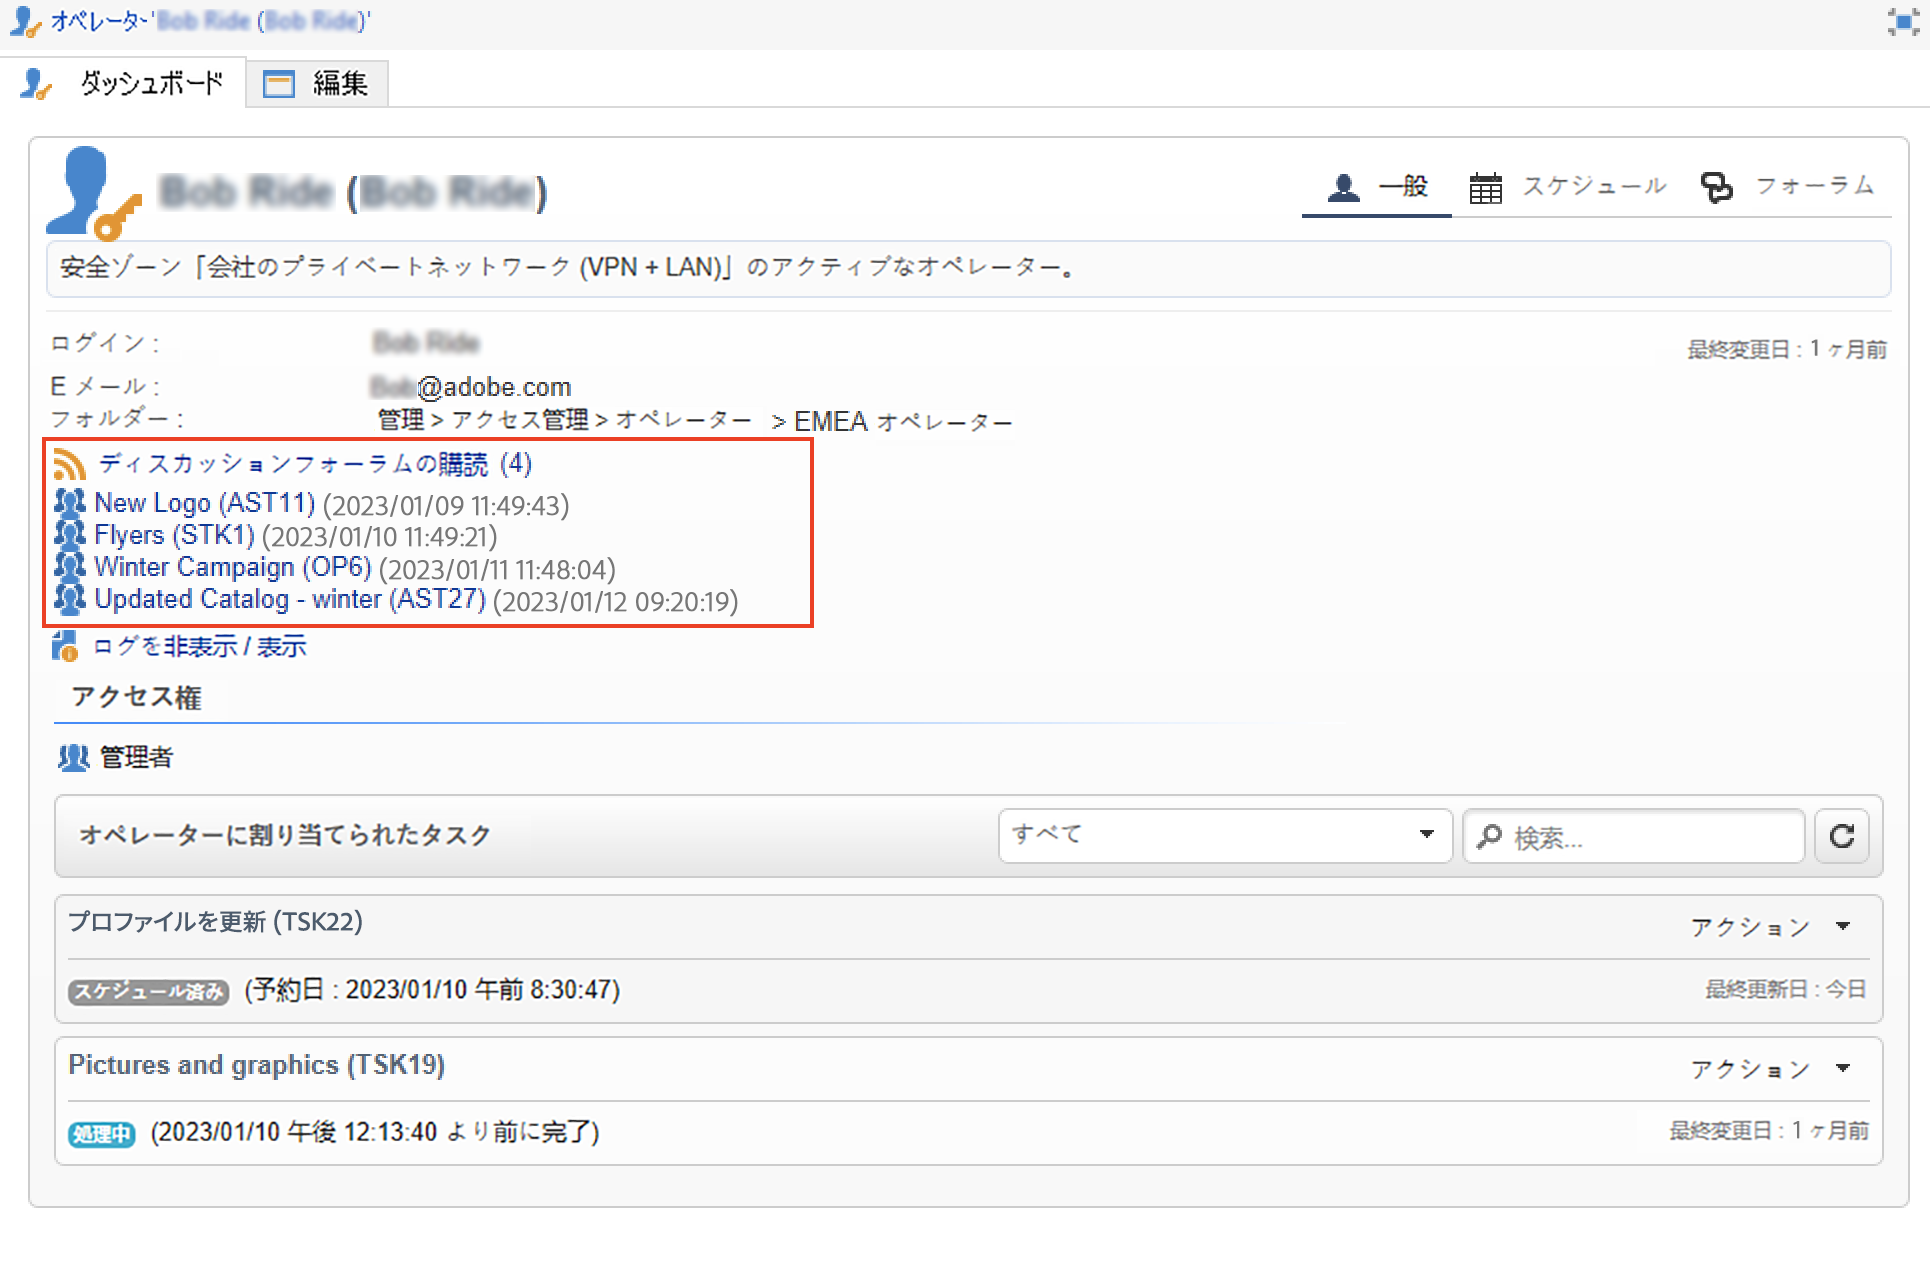 オペレーター'Bob Ride (Bob Ride)'
ダッシュボード 編集
Bob Ride (Bob Ride)
一般 スケジュール フォーラム
安全ゾーン「会社のプライベートネットワーク (VPN + LAN)」のアクティブなオペレーター。
ログイン : Bob Ride
最終変更日 : 1 ヶ月前
E メール : Bob@adobe.com
フォルダー : 管理 > アクセス管理 > オペレーター > EMEA オペレーター
ディスカッションフォーラムの購読 (4)
New Logo (AST11) (2023/01/09 11:49:43)
Flyers (STK1) (2023/01/10 11:49:21)
Winter Campaign (OP6) (2023/01/11 11:48:04)
Updated Catalog - winter (AST27) (2023/01/12 09:20:19)
ログを非表示 / 表示
アクセス権
管理者
オペレーターに割り当てられたタスク すべて 検索...
プロファイルを更新 (TSK22) アクション
スケジュール済み (予約日 : 2023/01/10 午前 8:30:47) 最終更新日 : 今日
Pictures and graphics (TSK19) アクション
処理中 (2023/01/10 午後 12:13:40 より前に完了) 最終変更日 : 1 ヶ月前